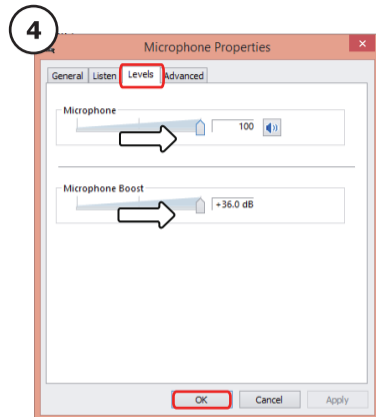 4
Microphone Properties
General Listen Levels Advanced
Microphone
100
Microphone Boost
+36.0 dB
OK Cancel Apply